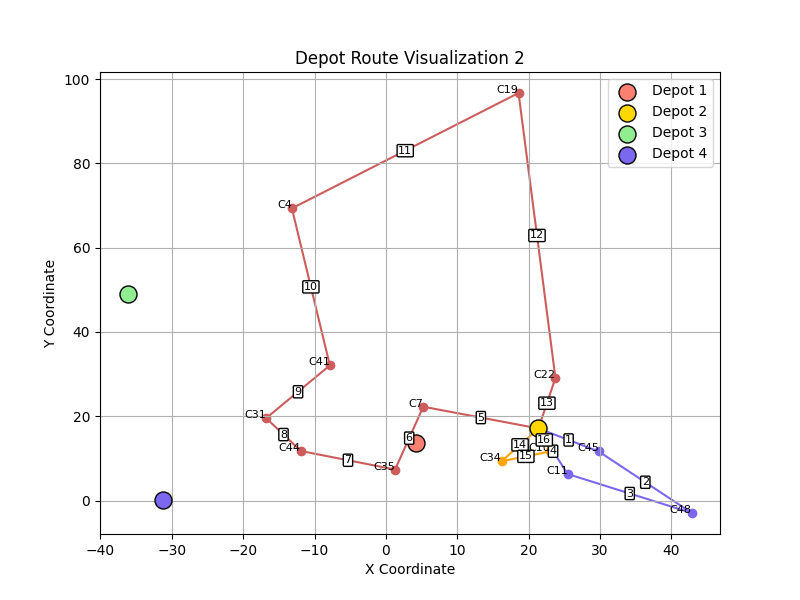 Depot Route Visualization 2
Depot 1
Depot 2
Depot 3
Depot 4
Y Coordinate
100
80
60
40
20
0
−40
−30
−20
−10
0
10
20
30
40
X Coordinate
C19
11
C4
12
10
C41
C22
9
13
C31
C7
5
8
C44
6
7
C35
14
16
1
C45
15
4
C34
C11
2
3
C48